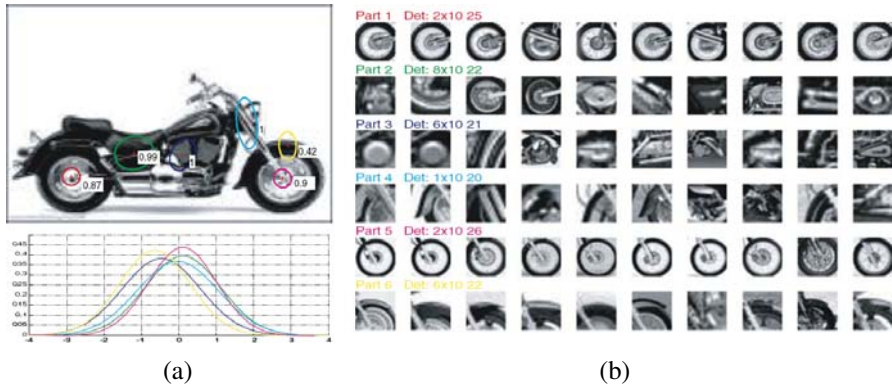 0.87
0.99
1
1
0.42
0.9
0.45
0.4
0.35
0.3
0.25
0.2
0.15
0.1
0.05
0
-4 -3 -2 -1 0 1 2 3 4
(a)
Part 1 Det: 2x10 25
Part 2 Det: 8x10 22
Part 3 Det: 6x10 21
Part 4 Det: 1x10 20
Part 5 Det: 2x10 26
Part 6 Det: 6x10 22
(b)